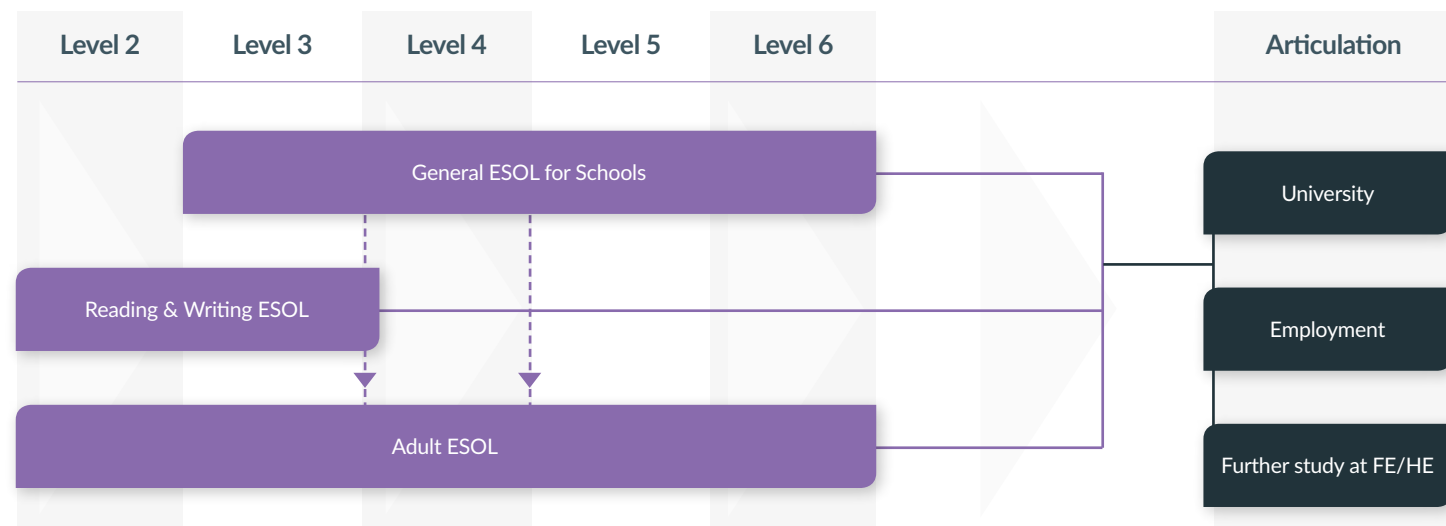 Level 2
Level 3
Level 4
Level 5
Level 6
Articulation
General ESOL for Schools
University
Reading & Writing ESOL
Employment
Adult ESOL
Further study at FE/HE